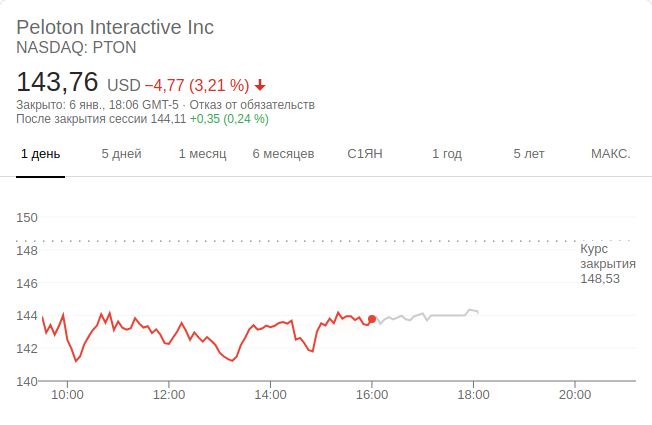 Peloton Interactive Inc
NASDAQ: PTON
143,76 USD −4,77 (3,21 %)
Закрыто: 6 янв., 18:06 GMT-5 · Отказ от обязательств
После закрытия сессии 144,11 +0,35 (0,24 %)
1 день 5 дней 1 месяц 6 месяцев С1ЯН 1 год 5 лет МАКС.
150
148
Курс
закрытия
148,53
146
144
142
140
10:00 12:00 14:00 16:00 18:00 20:00